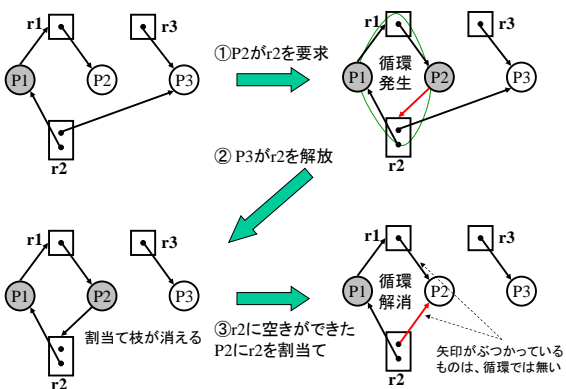 r1
r3
P1
P2
P3
r2
①P2がr2を要求
r1
r3
P1
循環
発生
P2
P3
r2
② P3がr2を解放
r1
r3
P1
P2
P3
割当て枝が消える
r2
③r2に空きができた
P2にr2を割当て
r1
r3
P1
循環
解消
P2
P3
r2
矢印がぶつかっている
ものは、循環では無い